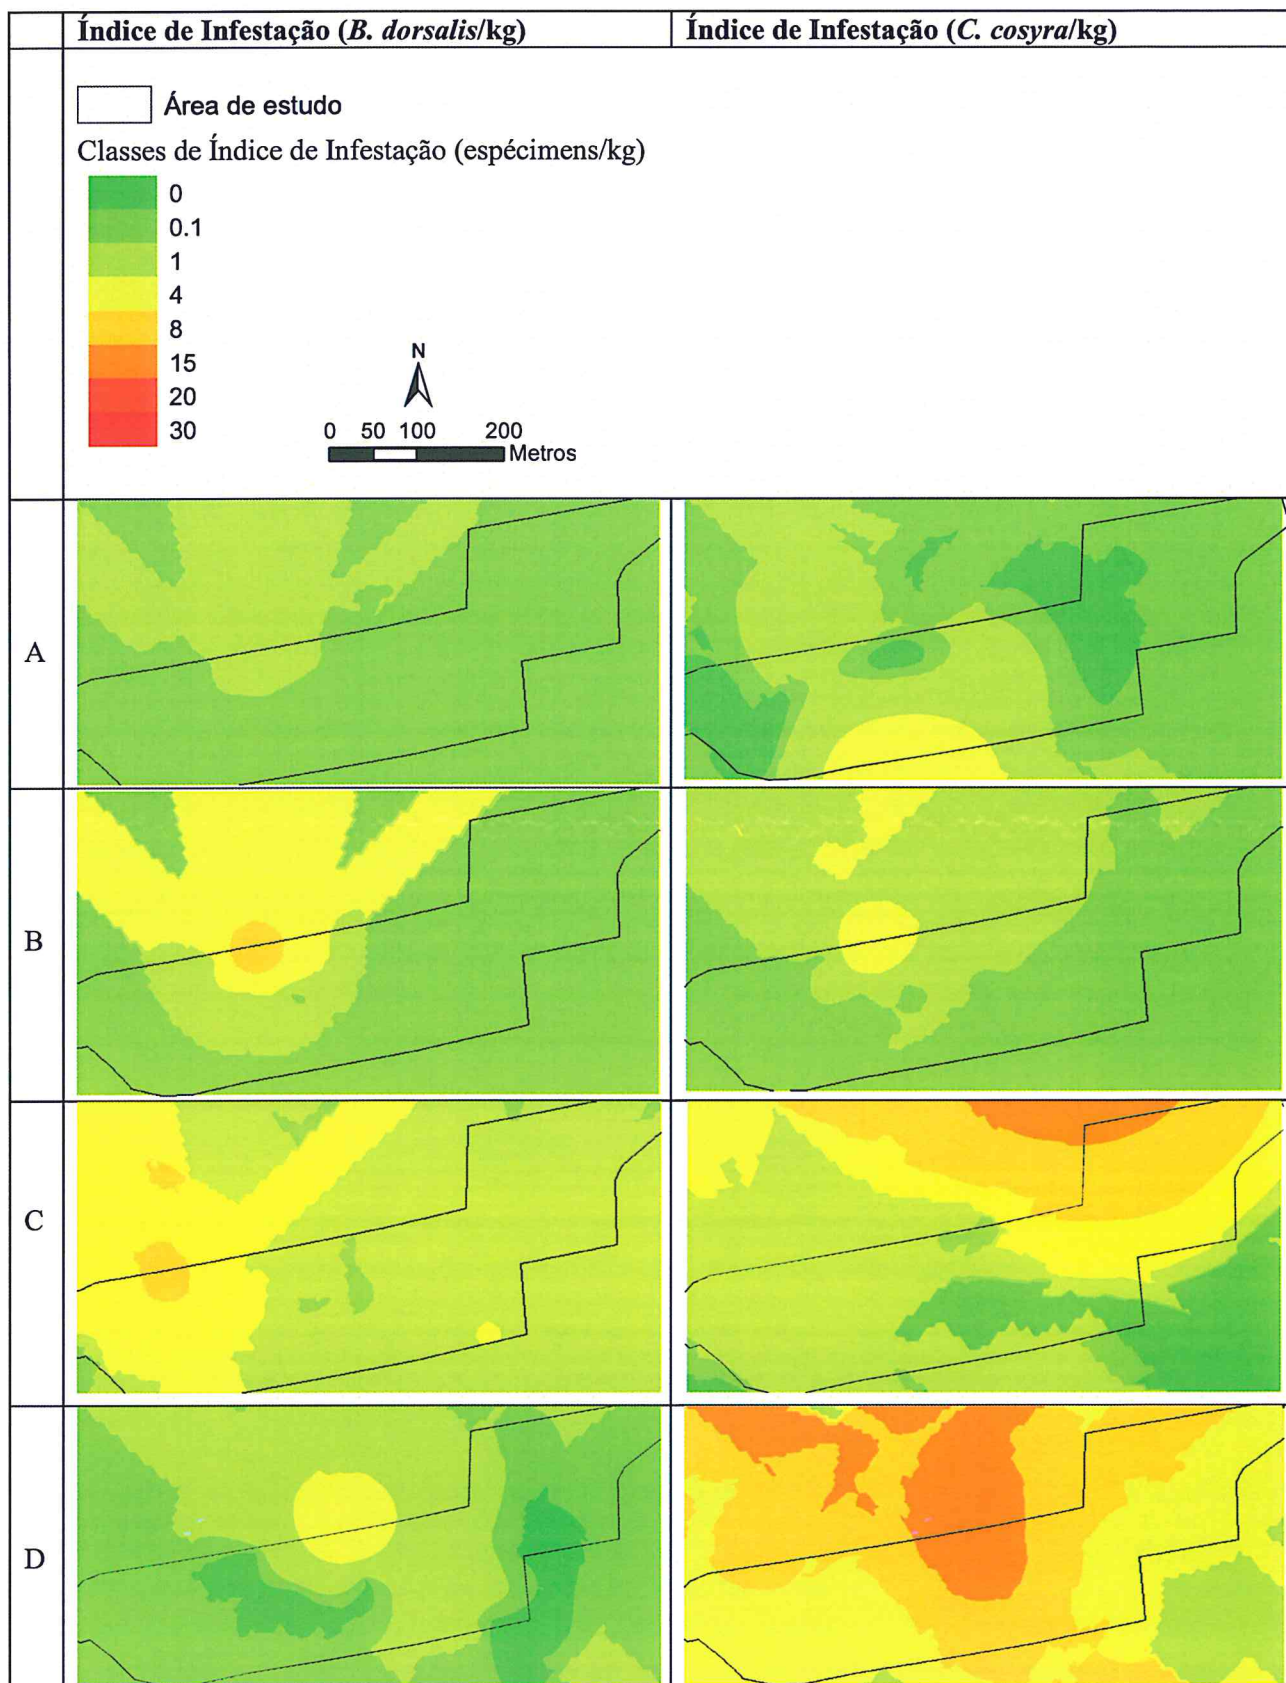 Índice de Infestação (B. dorsalis/kg)
Índice de Infestação (C. cosyra/kg)
Área de estudo
Classes de Índice de Infestação (espécimens/kg)
0
0.1
1
4
8
15
20
30
N
0 50 100 200
Metros
A
B
C
D